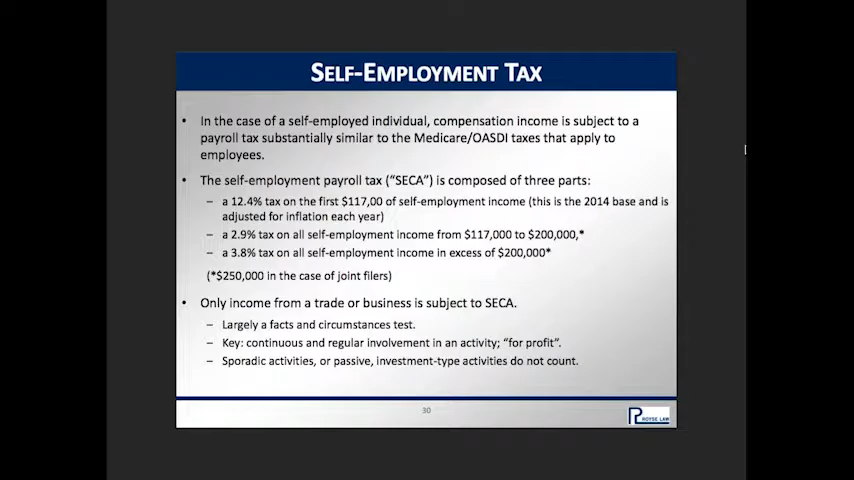 SELF-EMPLOYMENT TAX
• In the case of a self-employed individual, compensation income is subject to a
payroll tax substantially similar to the Medicare/OASDI taxes that apply to
employees.
• The self-employment payroll tax ("SECA") is composed of three parts:
– a 12.4% tax on the first $117,00 of self-employment income (this is the 2014 base and is
adjusted for inflation each year)
– a 2.9% tax on all self-employment income from $117,000 to $200,000,*
– a 3.8% tax on all self-employment income in excess of $200,000*
(*$250,000 in the case of joint filers)
• Only income from a trade or business is subject to SECA.
– Largely a facts and circumstances test.
– Key: continuous and regular involvement in an activity; "for profit".
– Sporadic activities, or passive, investment-type activities do not count.
30
ROYSE LAW